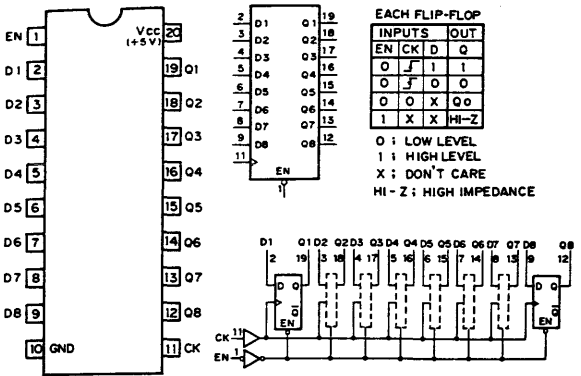 EN 1
VCC 20
(+5V)
D1 2
19 Q1
D2 3
18 Q2
D3 4
17 Q3
D4 5
16 Q4
D5 6
15 Q5
D6 7
14 Q6
D7 8
13 Q7
D8 9
12 Q8
10 GND
11 CK
2 D1 Q1 19
3 D2 Q2 18
4 D3 Q3 17
5 D4 Q4 16
6 D5 Q5 15
7 D6 Q6 14
8 D7 Q7 13
9 D8 Q8 12
11
EN
1
EACH FLIP-FLOP
INPUTS OUT
EN CK D Q
0 1 1
0 0 0
0 0 X Qo
1 X X HI-Z
0 ; LOW LEVEL
1 ; HIGH LEVEL
X ; DON'T CARE
HI-Z ; HIGH IMPEDANCE
D1 Q1 D2 Q2 D3 Q3 D4 Q4 D5 Q5 D6 Q6 D7 Q7 D8 Q8
2 19 3 18 4 17 5 16 6 15 7 14 8 13 9 12
D Q
Q̅
EN
D Q
Q̅
EN
CK 11
EN 1